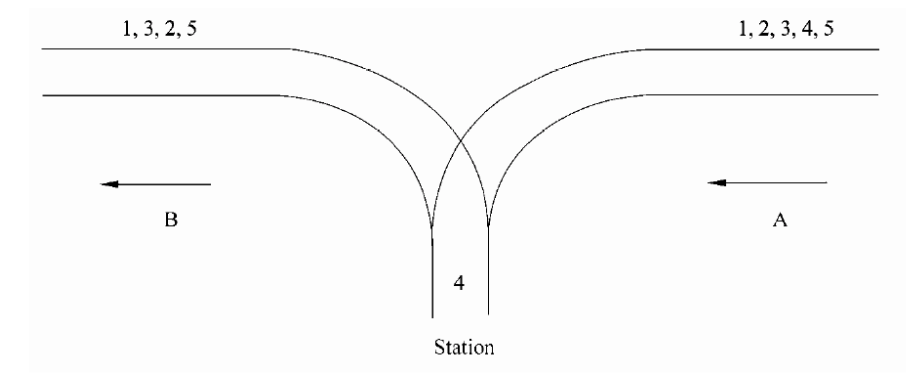 1, 3, 2, 5
1, 2, 3, 4, 5
B
A
4
Station